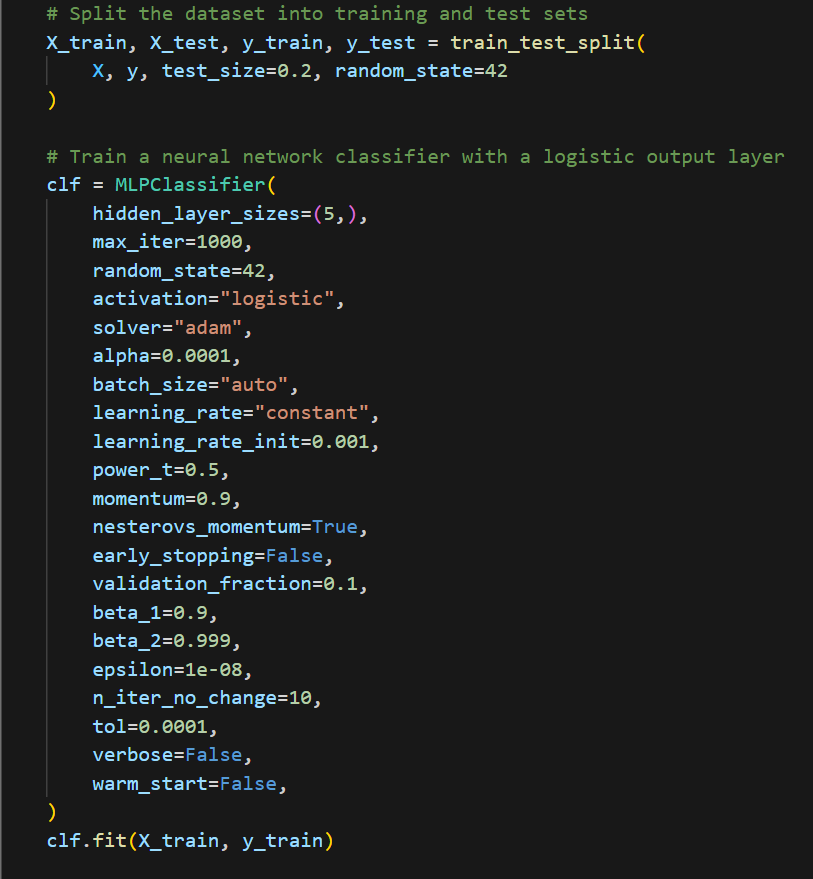 # Split the dataset into training and test sets
X_train, X_test, y_train, y_test = train_test_split(
    X, y, test_size=0.2, random_state=42
)

# Train a neural network classifier with a logistic output layer
clf = MLPClassifier(
    hidden_layer_sizes=(5,),
    max_iter=1000,
    random_state=42,
    activation="logistic",
    solver="adam",
    alpha=0.0001,
    batch_size="auto",
    learning_rate="constant",
    learning_rate_init=0.001,
    power_t=0.5,
    momentum=0.9,
    nesterovs_momentum=True,
    early_stopping=False,
    validation_fraction=0.1,
    beta_1=0.9,
    beta_2=0.999,
    epsilon=1e-08,
    n_iter_no_change=10,
    tol=0.0001,
    verbose=False,
    warm_start=False,
)
clf.fit(X_train, y_train)